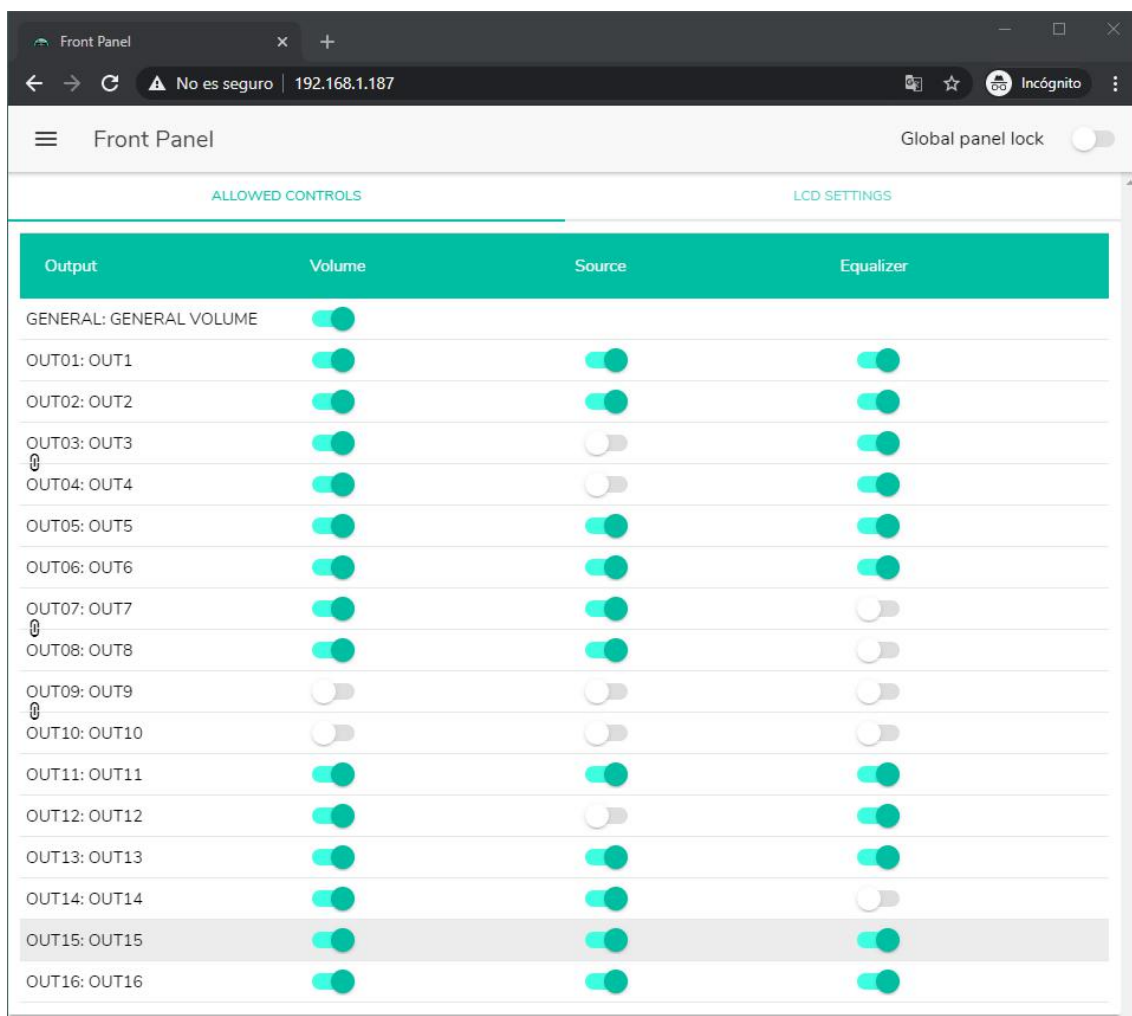 Front Panel
No es seguro | 192.168.1.187 Incógnito
Front Panel Global panel lock
ALLOWED CONTROLS LCD SETTINGS
Output Volume Source Equalizer
GENERAL: GENERAL VOLUME
OUT01: OUT1
OUT02: OUT2
OUT03: OUT3
OUT04: OUT4
OUT05: OUT5
OUT06: OUT6
OUT07: OUT7
OUT08: OUT8
OUT09: OUT9
OUT10: OUT10
OUT11: OUT11
OUT12: OUT12
OUT13: OUT13
OUT14: OUT14
OUT15: OUT15
OUT16: OUT16